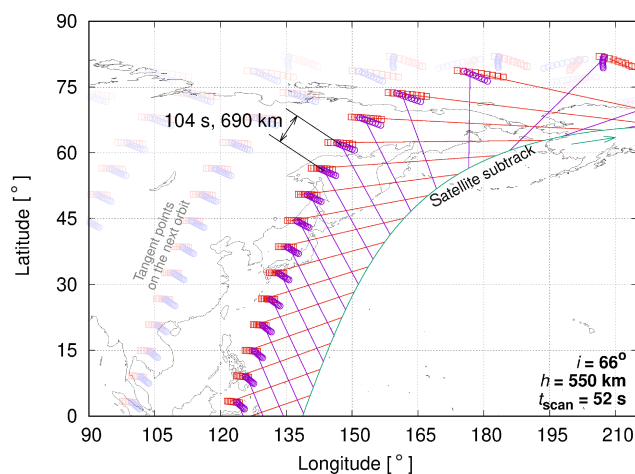 90
75
60
45
30
15
0
Latitude [ ° ]
104 s, 690 km
Satellite subtrack
Tangent points
on the next orbit
i = 66°
h = 550 km
t_scan = 52 s
90 105 120 135 150 165 180 195 210
Longitude [ ° ]